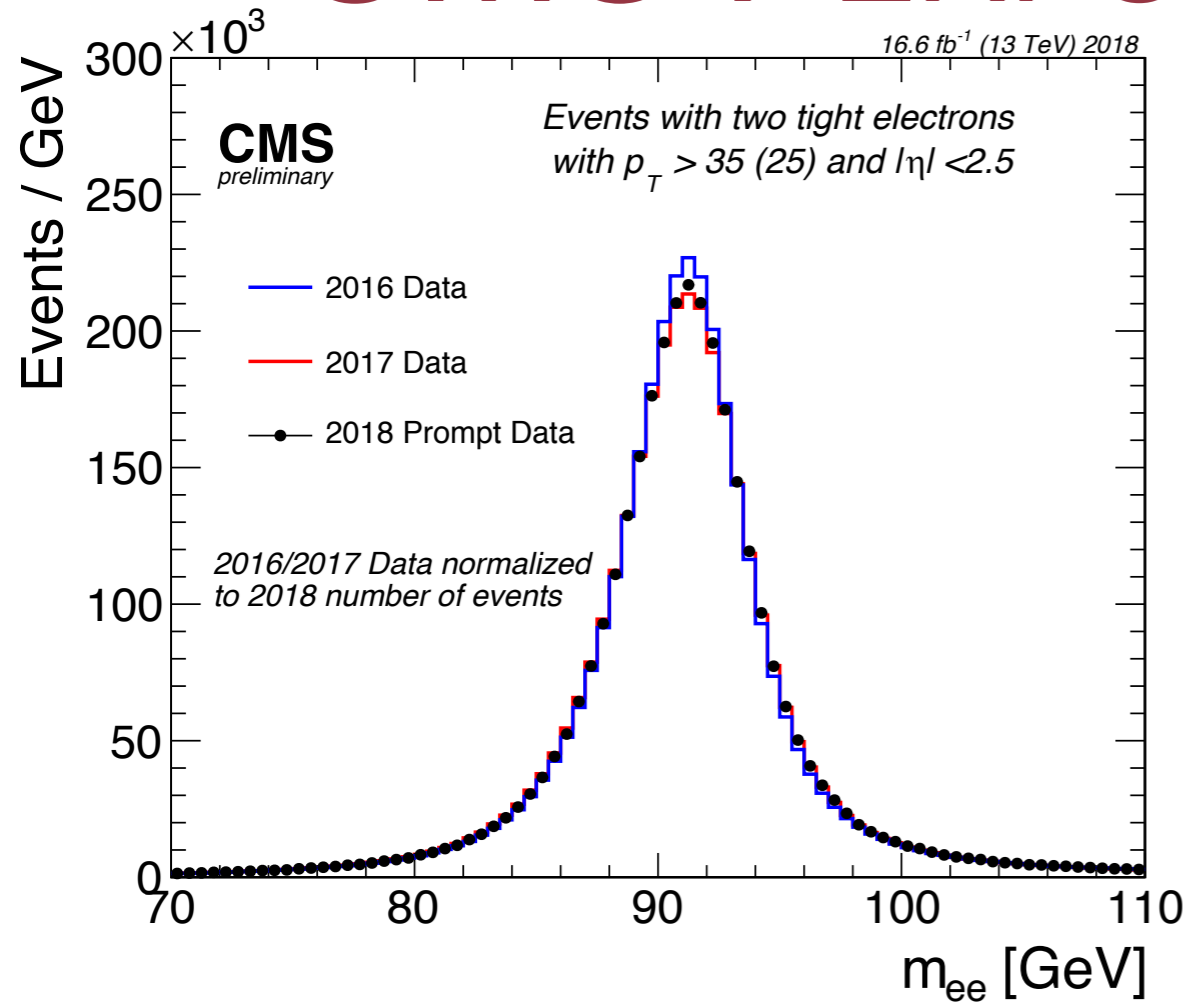 ×10³
16.6 fb⁻¹ (13 TeV) 2018
Events / GeV
300
250
200
150
100
50
0
CMS
preliminary
Events with two tight electrons
with p_T > 35 (25) and |η| <2.5
2016 Data
2017 Data
2018 Prompt Data
2016/2017 Data normalized
to 2018 number of events
70 80 90 100 110
m_ee [GeV]